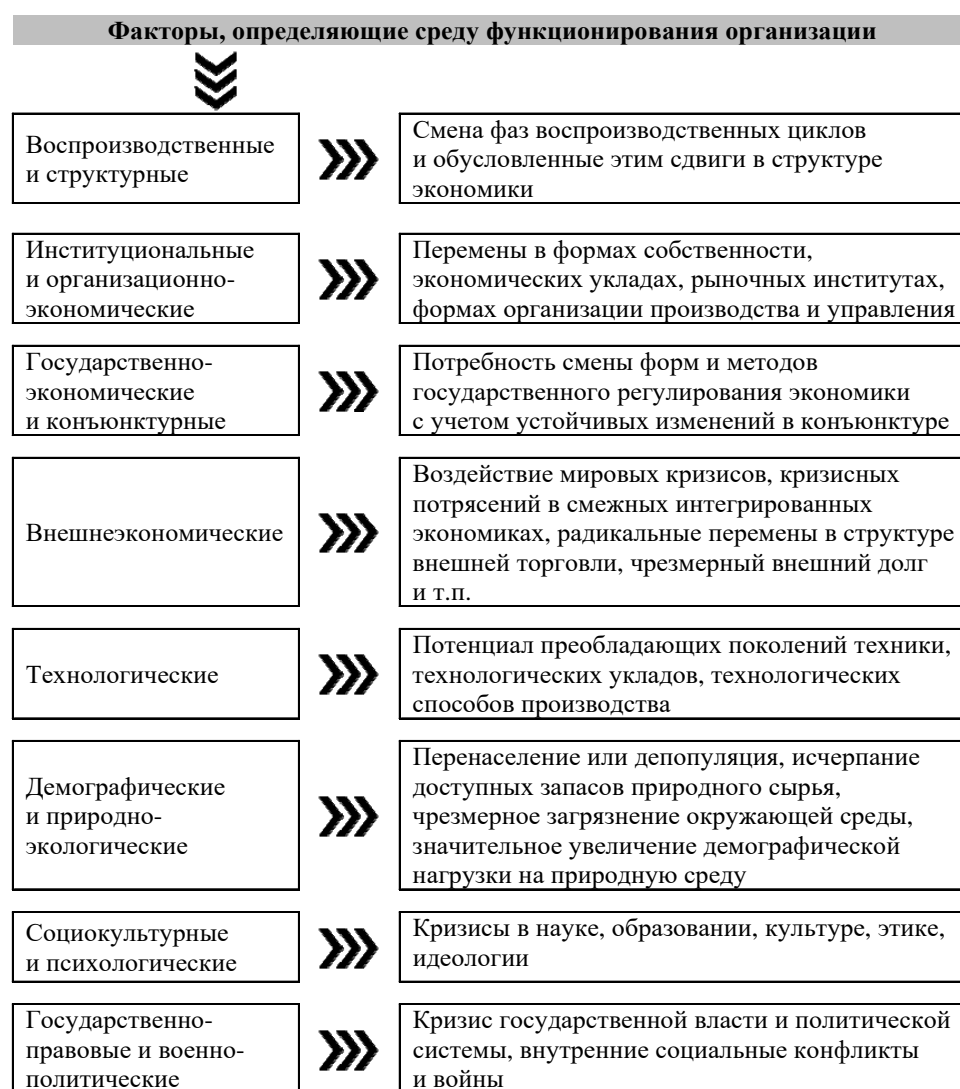 Факторы, определяющие среду функционирования организации
Воспроизводственные
и структурные
Смена фаз воспроизводственных циклов
и обусловленные этим сдвиги в структуре
экономики
Институциональные
и организационно-
экономические
Перемены в формах собственности,
экономических укладах, рыночных институтах,
формах организации производства и управления
Государственно-
экономические
и конъюнктурные
Потребность смены форм и методов
государственного регулирования экономики
с учетом устойчивых изменений в конъюнктуре
Внешнеэкономические
Воздействие мировых кризисов, кризисных
потрясений в смежных интегрированных
экономиках, радикальные перемены в структуре
внешней торговли, чрезмерный внешний долг
и т.п.
Технологические
Потенциал преобладающих поколений техники,
технологических укладов, технологических
способов производства
Демографические
и природно-
экологические
Перенаселение или депопуляция, исчерпание
доступных запасов природного сырья,
чрезмерное загрязнение окружающей среды,
значительное увеличение демографической
нагрузки на природную среду
Социокультурные
и психологические
Кризисы в науке, образовании, культуре, этике,
идеологии
Государственно-
правовые и военно-
политические
Кризис государственной власти и политической
системы, внутренние социальные конфликты
и войны